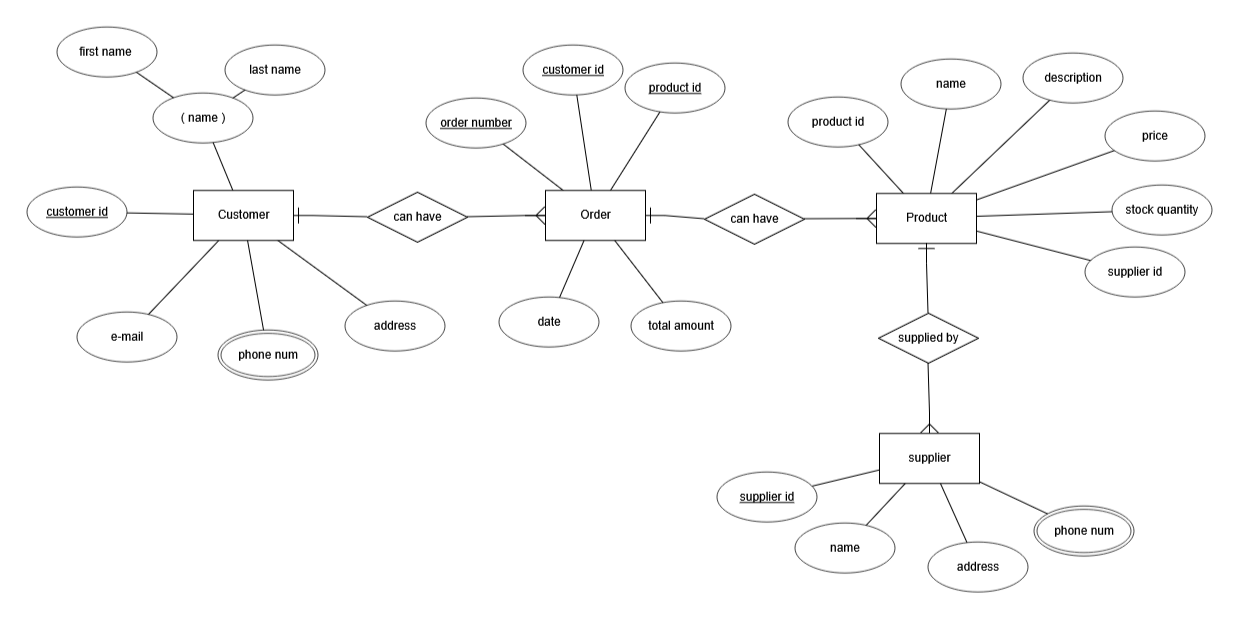 first name
last name
( name )
customer id
Customer
e-mail
phone num
address
can have
customer id
product id
order number
Order
date
total amount
can have
name
description
product id
price
Product
stock quantity
supplier id
supplied by
supplier
supplier id
name
address
phone num